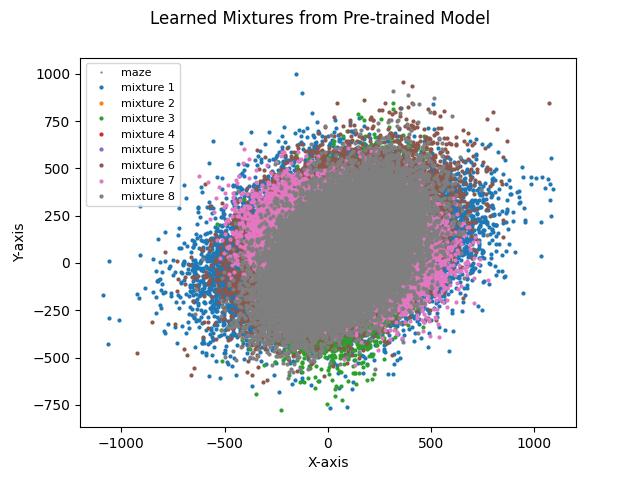 Learned Mixtures from Pre-trained Model
1000
750
500
250
0
−250
−500
−750
Y-axis
maze
mixture 1
mixture 2
mixture 3
mixture 4
mixture 5
mixture 6
mixture 7
mixture 8
−1000
−500
0
500
1000
X-axis